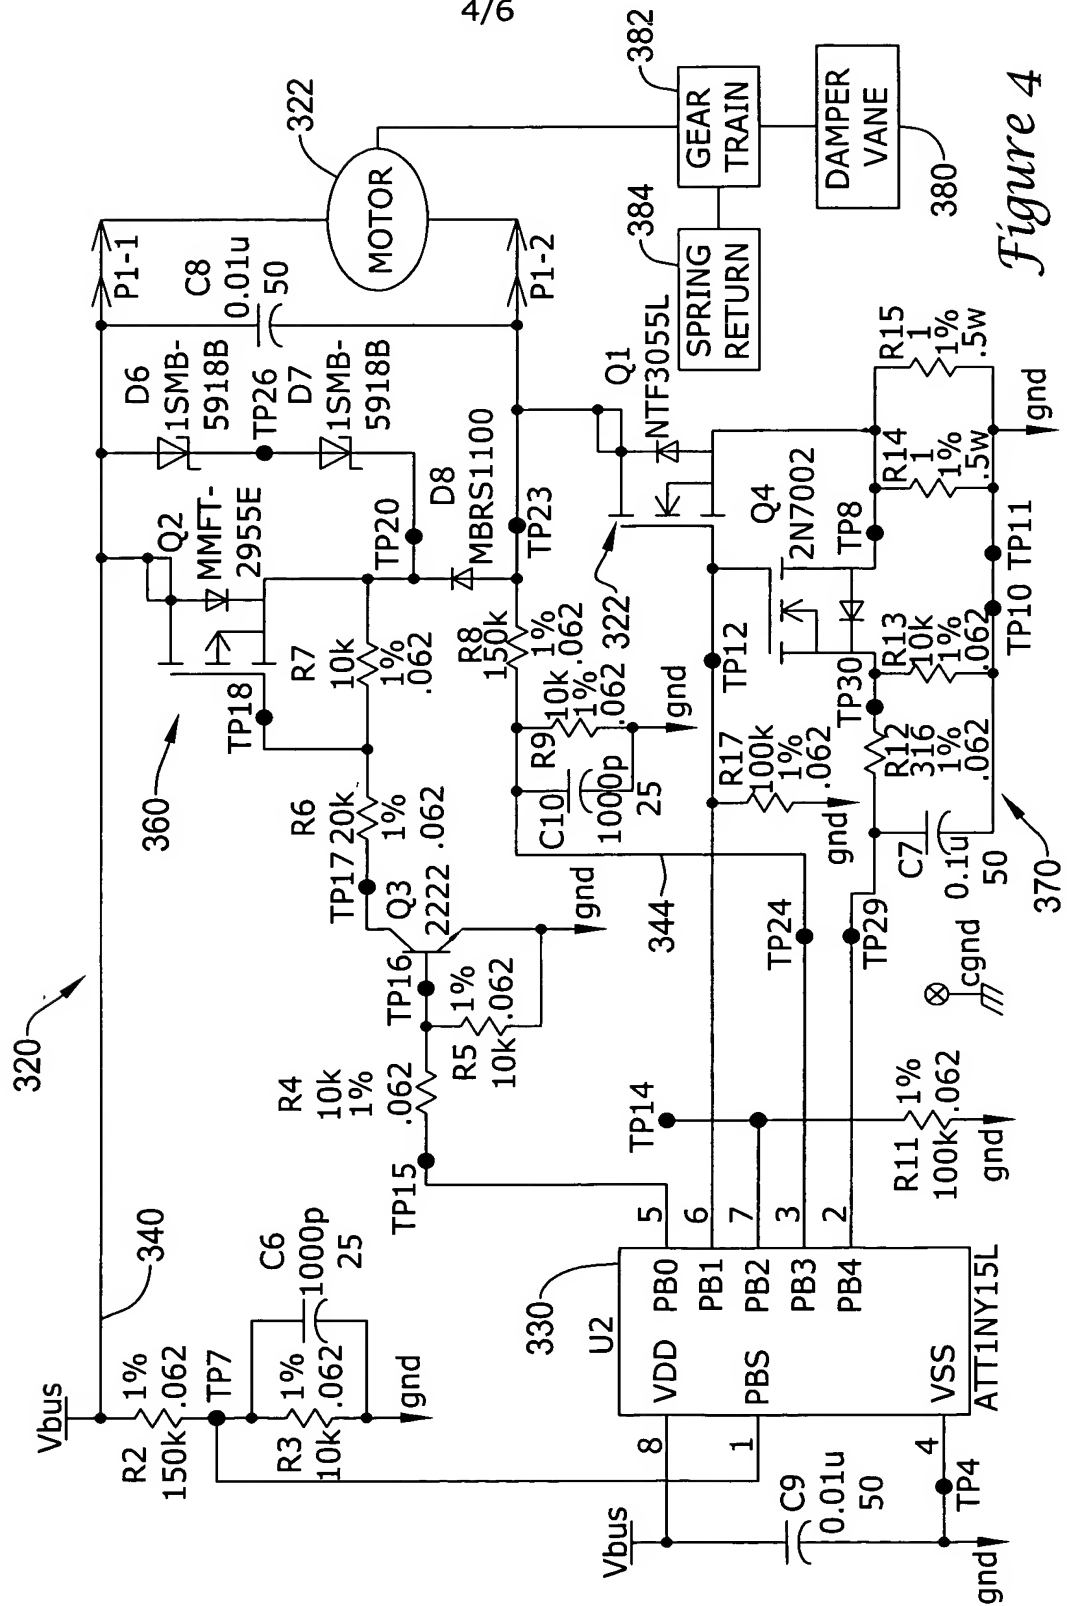 4/6
320
340
Vbus
R2
150k
1%
.062
TP7
R3
10k
1%
.062
C6
1000p
25
gnd
Vbus
8
1
4
C9
0.01u
50
TP4
gnd
330
U2
VDD
PBS
VSS
PB0
PB1
PB2
PB3
PB4
ATT1NY15L
5
6
7
3
2
TP15
R4
10k
1%
.062
TP16
R5
10k
1%
.062
Q3
2222
gnd
TP17
R6
20k
1%
.062
360
TP18
R7
10k
1%
.062
Q2
MMFT-
2955E
TP20
D6
1SMB-
5918B
TP26
D7
1SMB-
5918B
D8
MBRS1100
C8
0.01u
50
P1-1
P1-2
322
MOTOR
TP23
R8
150k
1%
.062
R9
10k
1%
.062
C10
1000p
25
gnd
344
TP24
TP14
R11
100k
1%
.062
gnd
TP29
cgnd
TP12
R17
100k
1%
.062
gnd
322
Q1
NTF3055L
Q4
2N7002
TP8
TP30
R12
316
1%
.062
R13
10k
1%
.062
C7
0.1u
50
370
TP10
TP11
R14
1
1%
.5w
R15
1
1%
.5w
gnd
384
SPRING
RETURN
382
GEAR
TRAIN
DAMPER
VANE
380
Figure 4